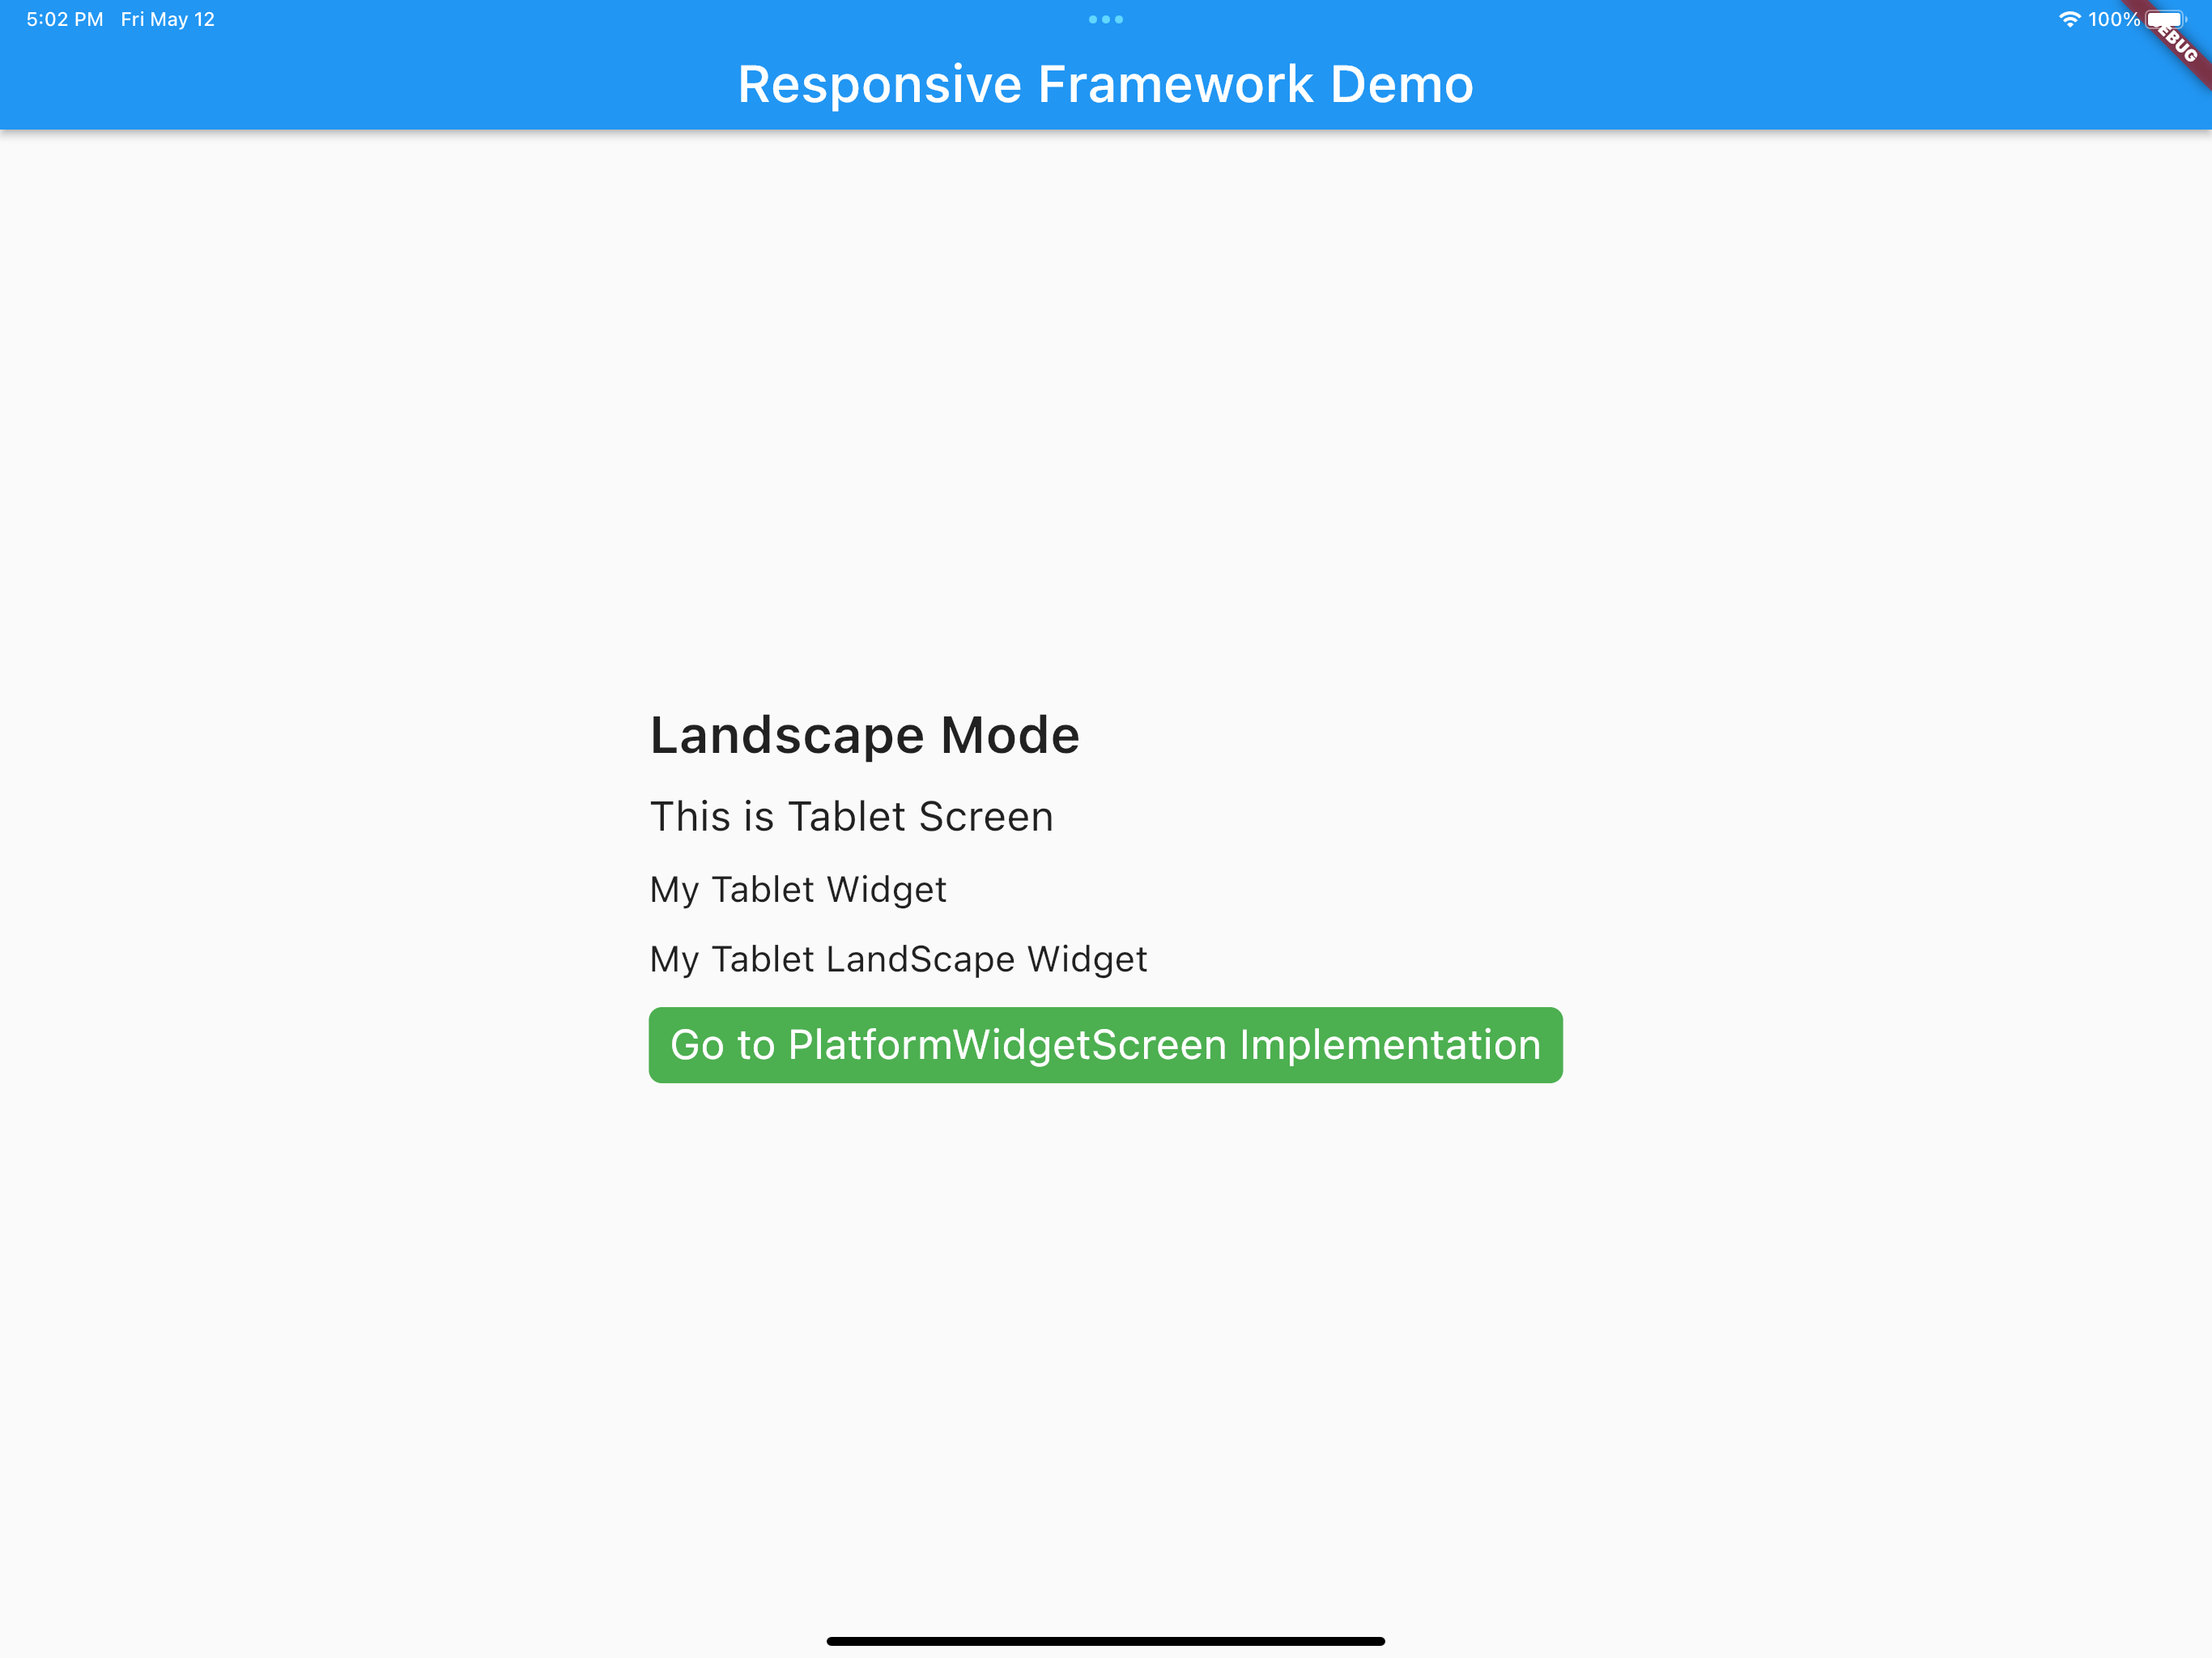 5:02 PM Fri May 12
100%
EBUG
Responsive Framework Demo
Landscape Mode
This is Tablet Screen
My Tablet Widget
My Tablet LandScape Widget
Go to PlatformWidgetScreen Implementation